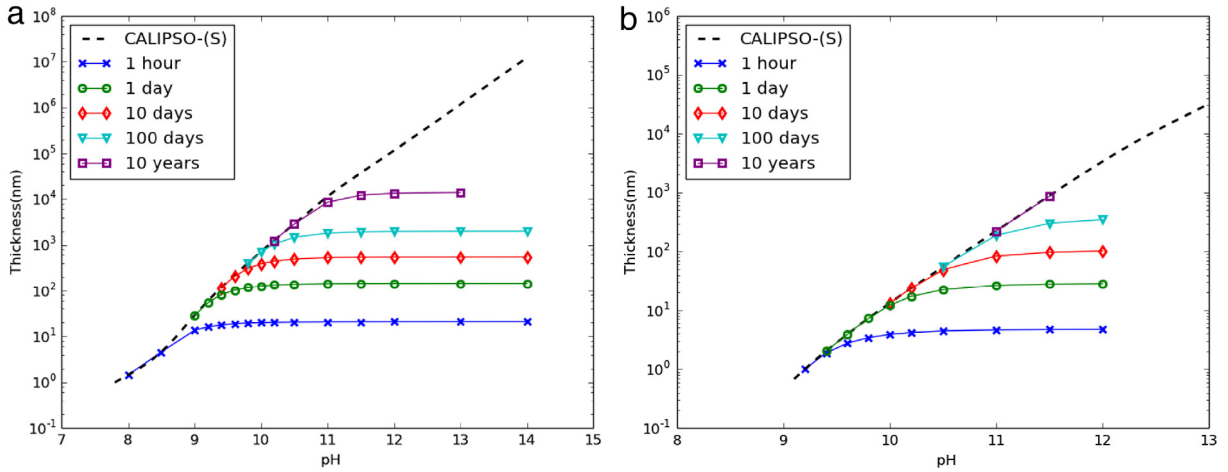 a
10^8
10^7
10^6
10^5
10^4
10^3
10^2
10^1
10^0
10^-1
Thickness(nm)
CALIPSO-(S)
1 hour
1 day
10 days
100 days
10 years
7 8 9 10 11 12 13 14 15
pH
b
10^6
10^5
10^4
10^3
10^2
10^1
10^0
10^-1
Thickness(nm)
CALIPSO-(S)
1 hour
1 day
10 days
100 days
10 years
8 9 10 11 12 13
pH